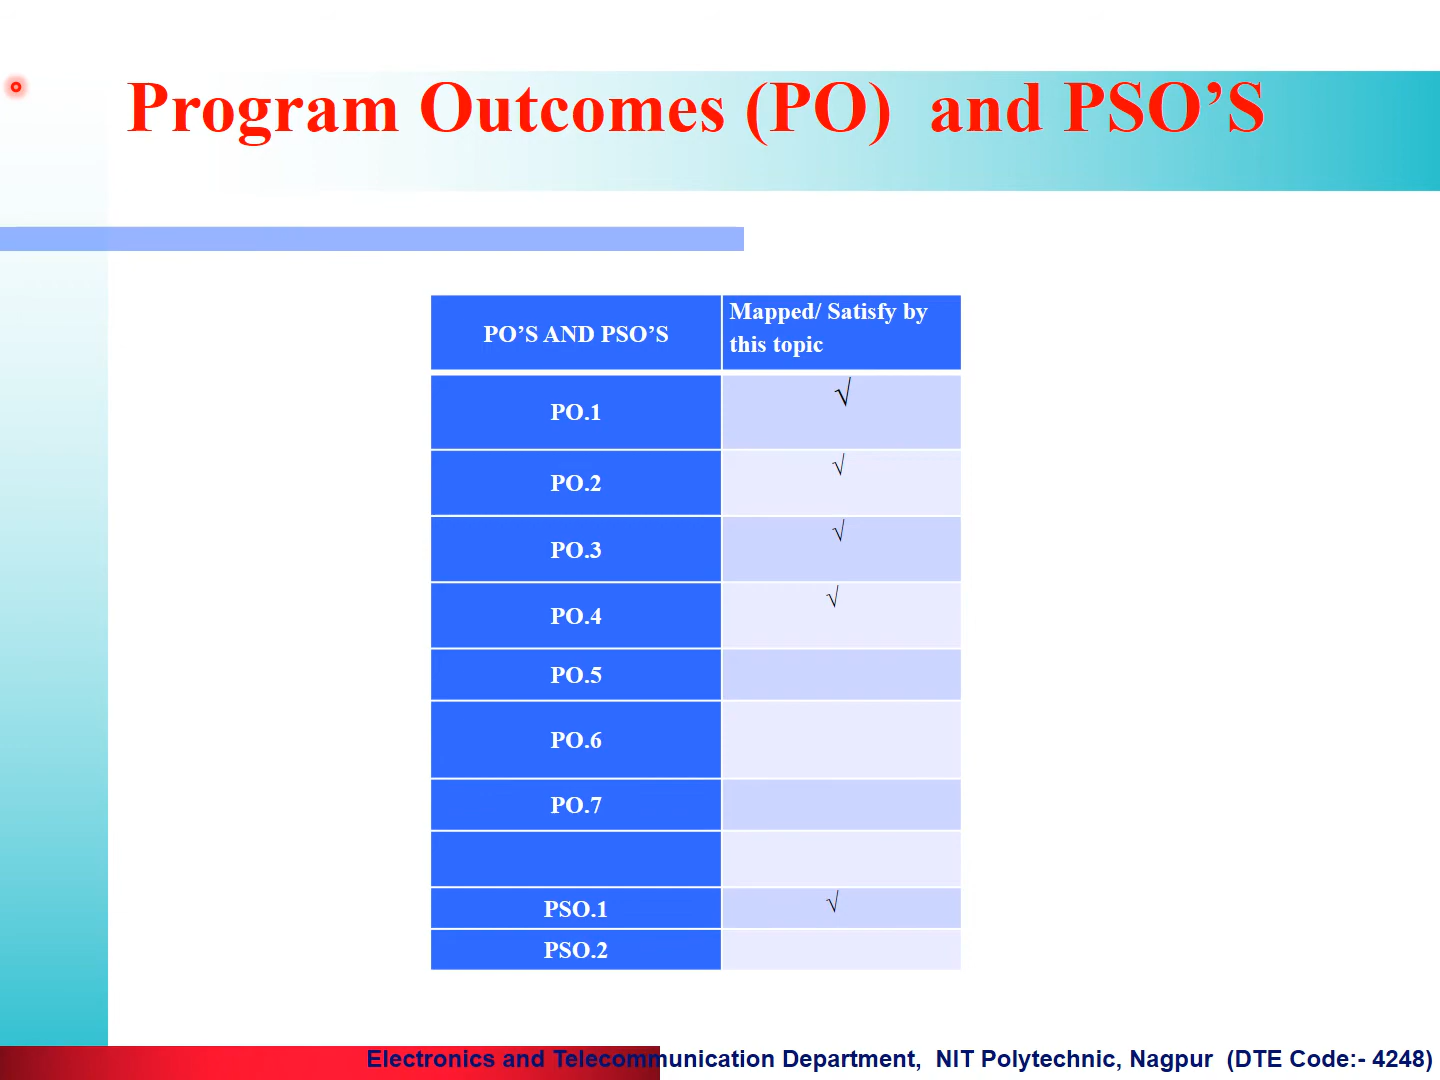 Program Outcomes (PO) and PSO’S
PO’S AND PSO’S
Mapped/ Satisfy by
this topic
PO.1
√
PO.2
√
PO.3
√
PO.4
√
PO.5
PO.6
PO.7
PSO.1
√
PSO.2
Electronics and Telecommunication Department, NIT Polytechnic, Nagpur (DTE Code:- 4248)